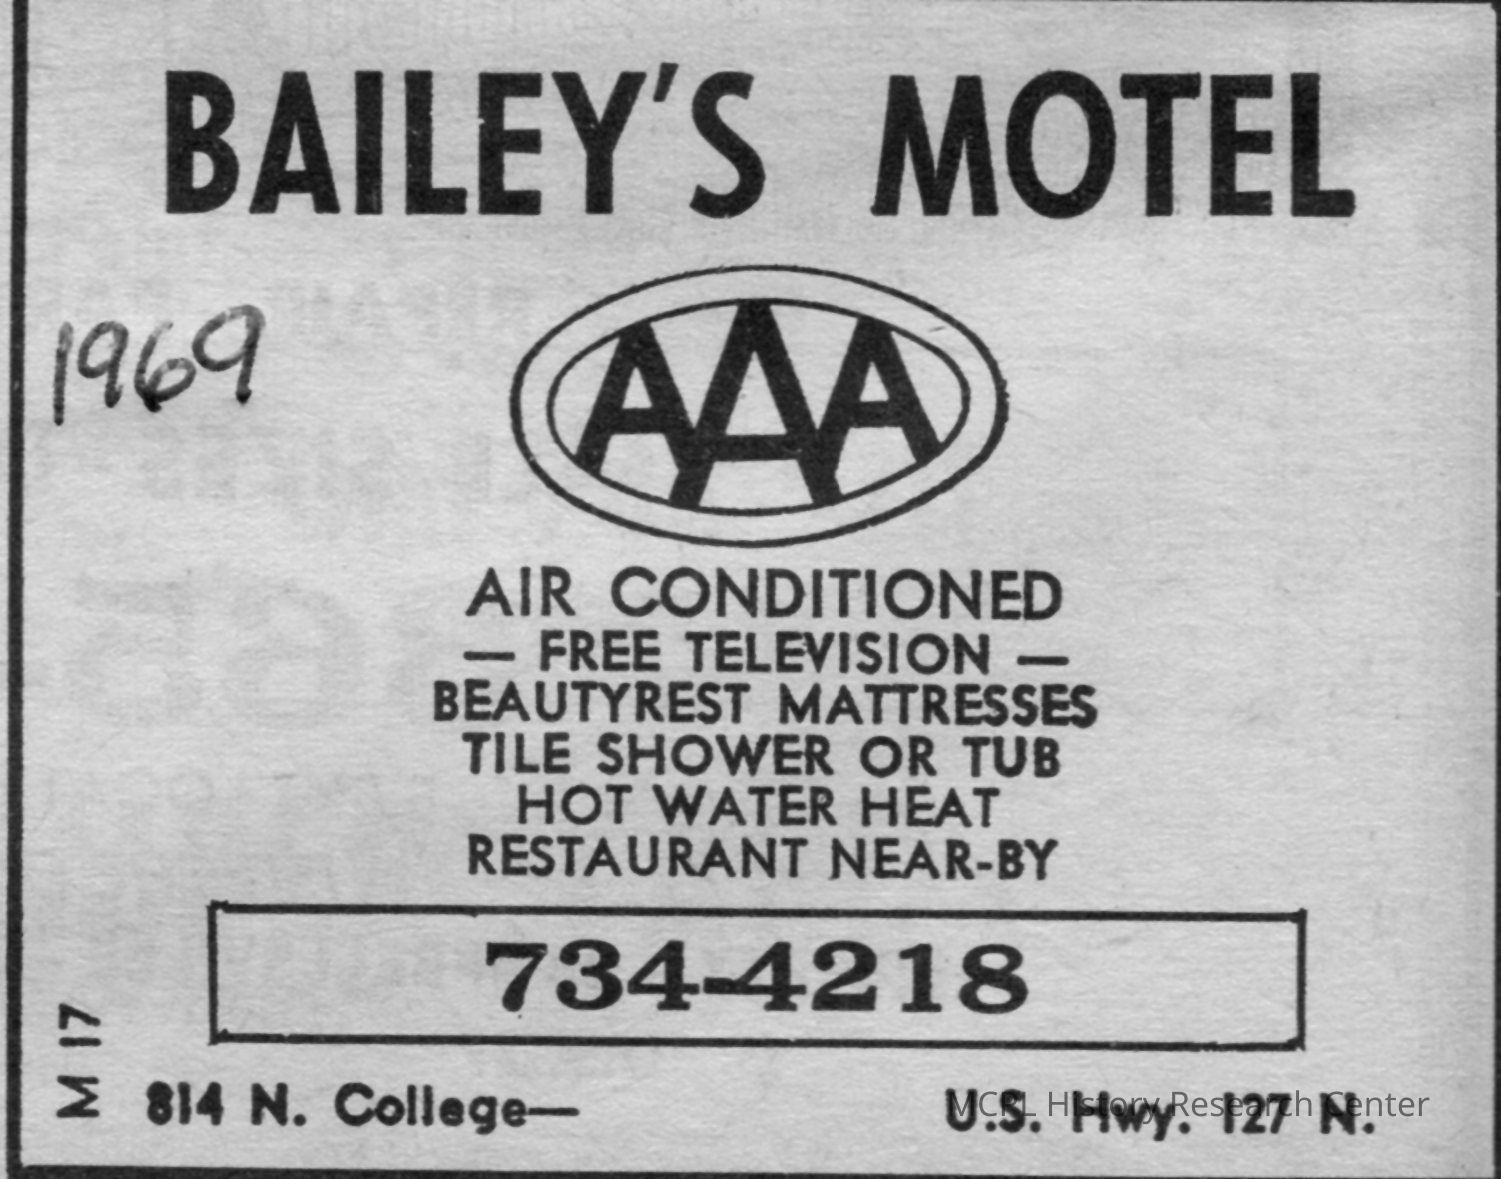 BAILEY'S MOTEL
1969
AAA
AIR CONDITIONED
— FREE TELEVISION —
BEAUTYREST MATTRESSES
TILE SHOWER OR TUB
HOT WATER HEAT
RESTAURANT NEAR-BY
734-4218
M 17
814 N. College— U.S. Hwy. 127 N.
MCPL History Research Center